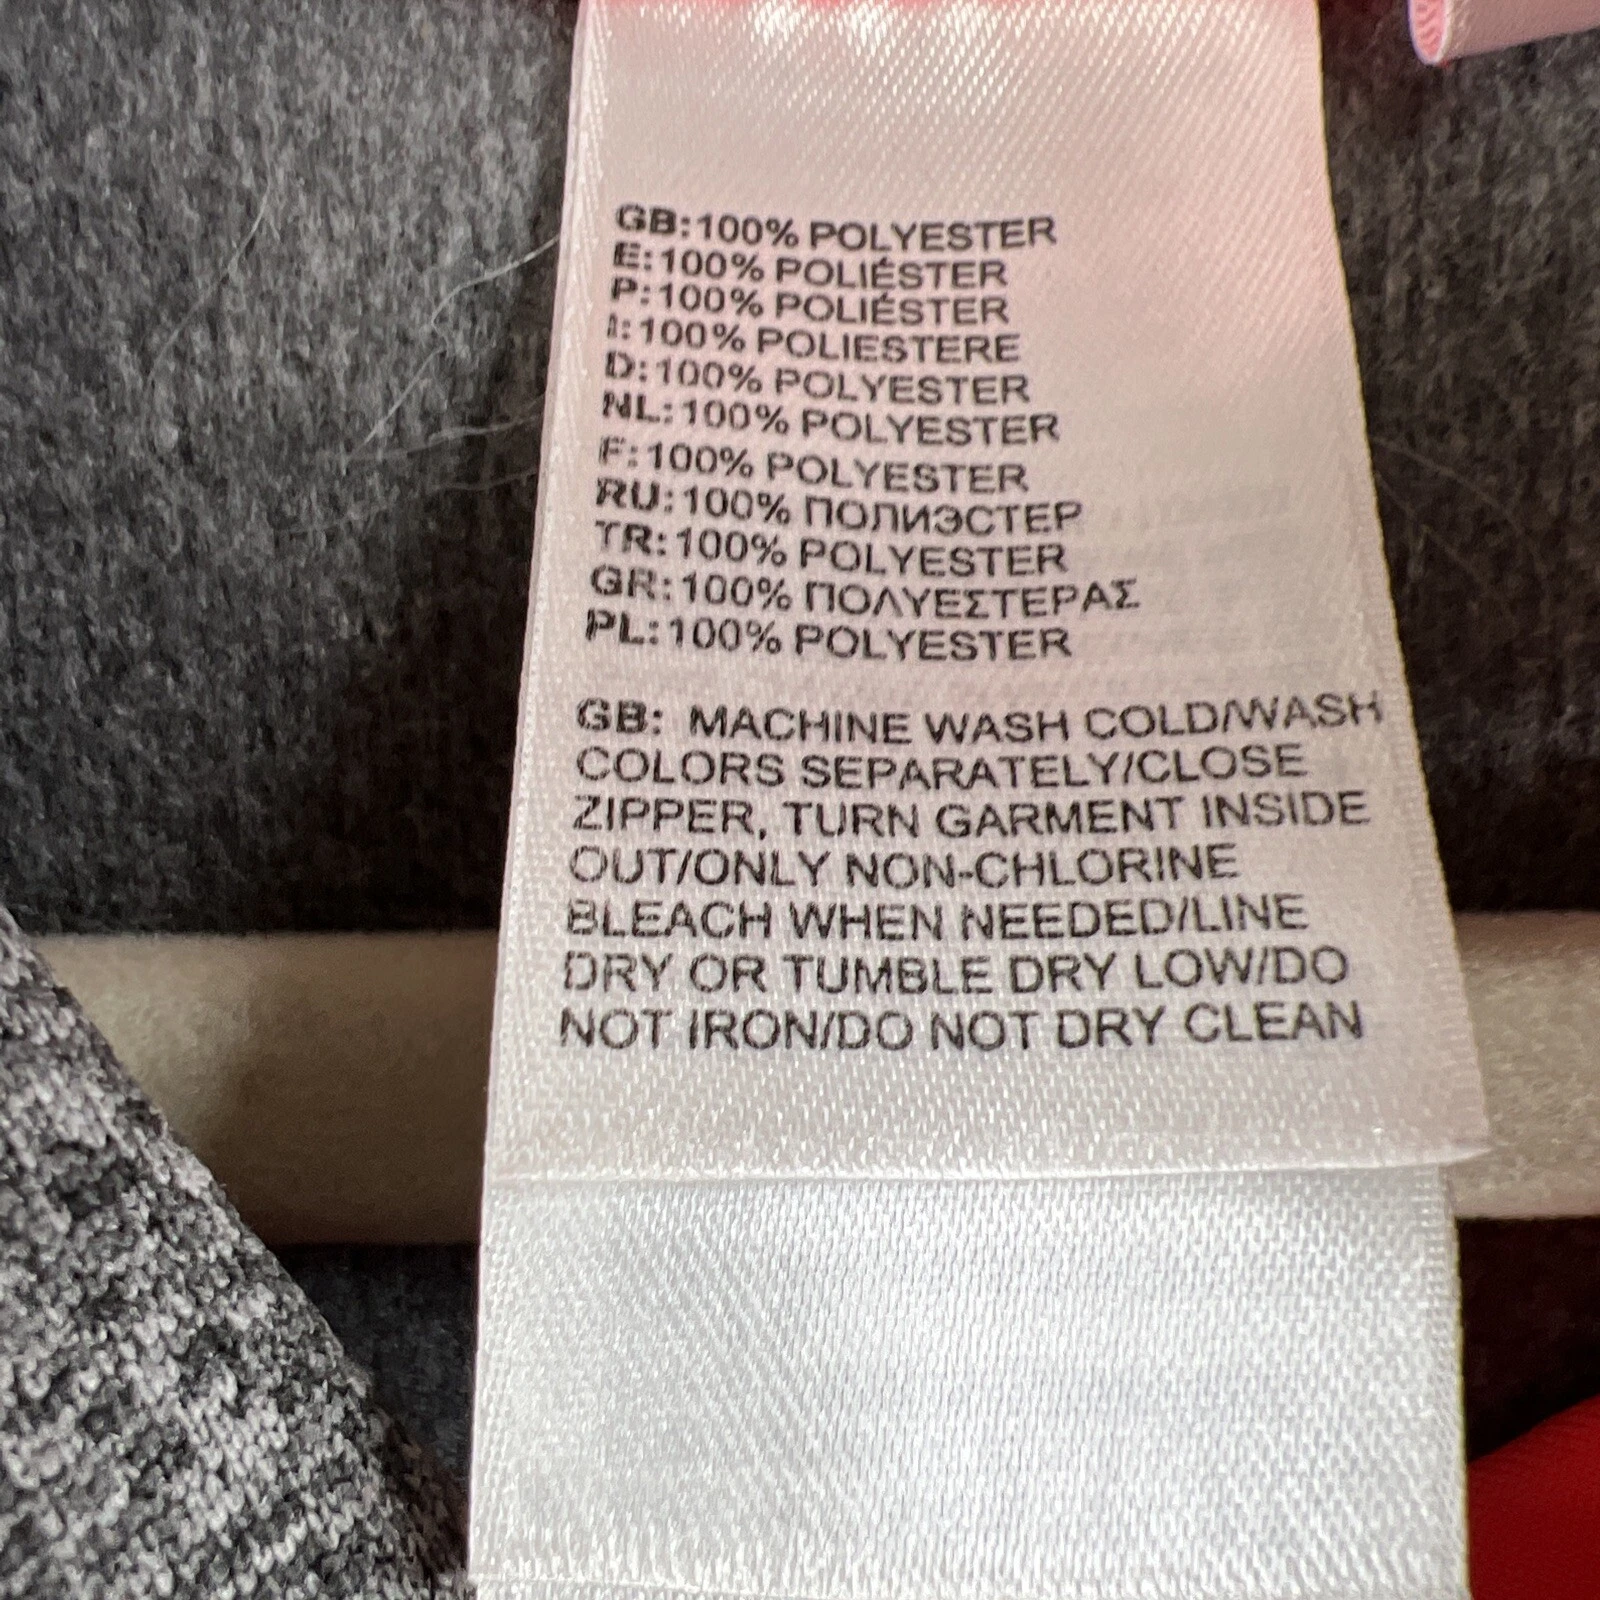 GB:100% POLYESTER
E:100% POLIÉSTER
P:100% POLIÉSTER
I:100% POLIESTERE
D:100% POLYESTER
NL:100% POLYESTER
F:100% POLYESTER
RU:100% ПОЛИЭСТЕР
TR:100% POLYESTER
GR:100% ΠΟΛΥΕΣΤΕΡΑΣ
PL:100% POLYESTER
GB: MACHINE WASH COLD/WASH
COLORS SEPARATELY/CLOSE
ZIPPER, TURN GARMENT INSIDE
OUT/ONLY NON-CHLORINE
BLEACH WHEN NEEDED/LINE
DRY OR TUMBLE DRY LOW/DO
NOT IRON/DO NOT DRY CLEAN